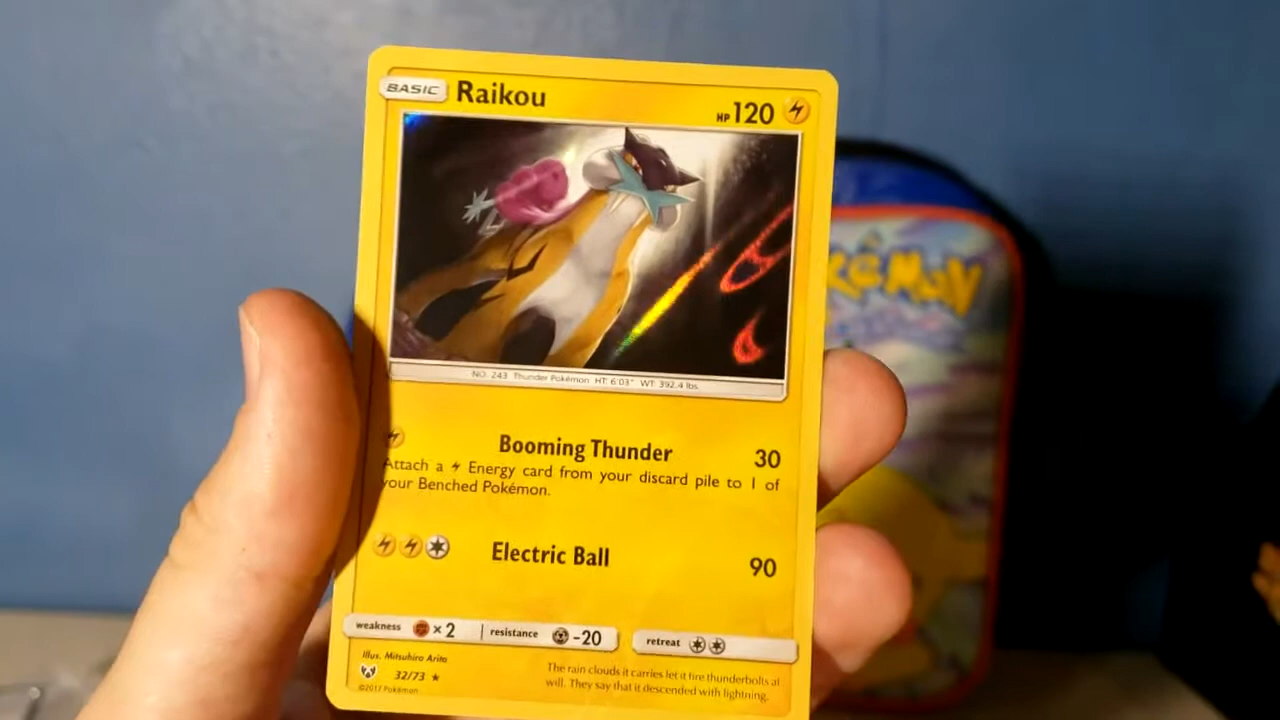 BASIC Raikou HP 120
NO. 243 Thunder Pokémon HT: 6'03" WT: 392.4 lbs.
Booming Thunder 30
Attach a Energy card from your discard pile to 1 of
your Benched Pokémon.
Electric Ball 90
weakness ×2 resistance -20 retreat
Illus. Mitsuhiro Arita
32/73 ★
©2017 Pokémon
The rain clouds it carries let it fire thunderbolts at
will. They say that it descended with lightning.
POKéMON